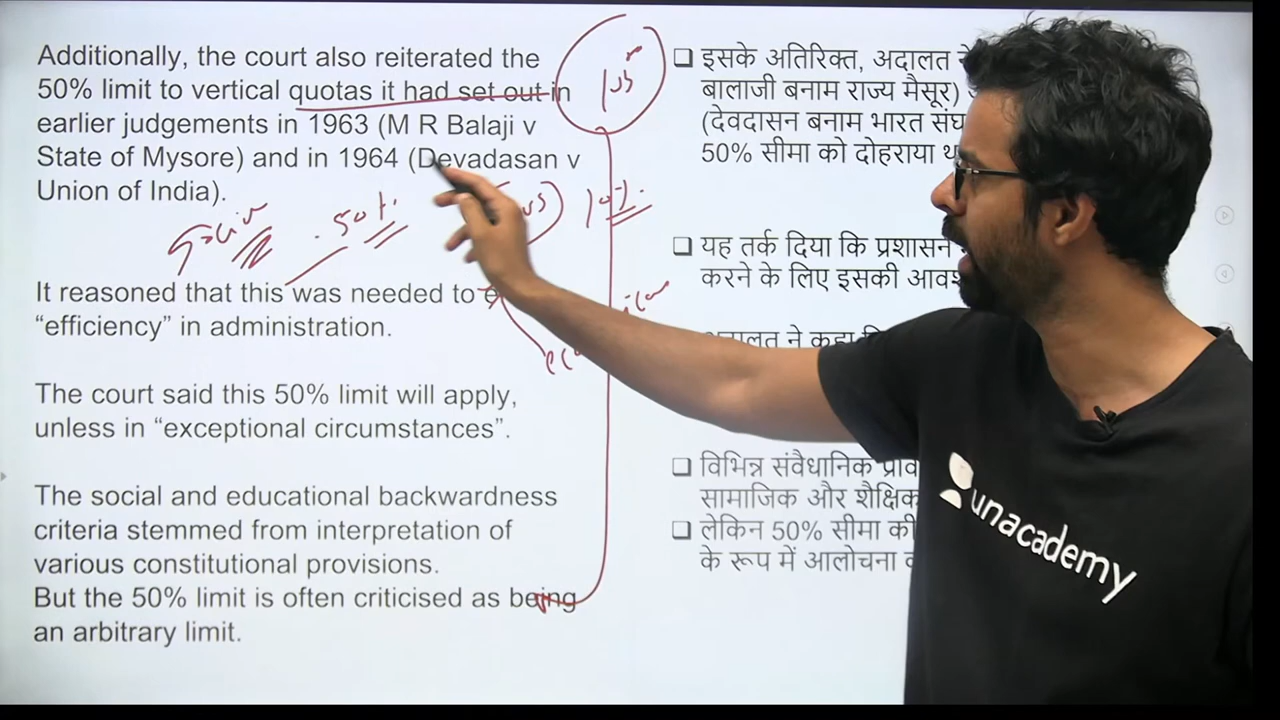 Additionally, the court also reiterated the
50% limit to vertical quotas it had set out in
earlier judgements in 1963 (M R Balaji v
State of Mysore) and in 1964 (Devadasan v
Union of India).
50%.
10%.
It reasoned that this was needed to
“efficiency” in administration.
The court said this 50% limit will apply,
unless in “exceptional circumstances”.
The social and educational backwardness
criteria stemmed from interpretation of
various constitutional provisions.
But the 50% limit is often criticised as being
an arbitrary limit.
इसके अतिरिक्त, अदालत
बालाजी बनाम राज्य मैसूर)
(देवदासन बनाम भारत संघ
50% सीमा को दोहराया
यह तर्क दिया कि प्रशासन
करने के लिए इसकी
अदालत ने कहा
विभिन्न संवैधानिक
सामाजिक और शैक्षिक
लेकिन 50% सीमा की
के रूप में आलोचना
unacademy